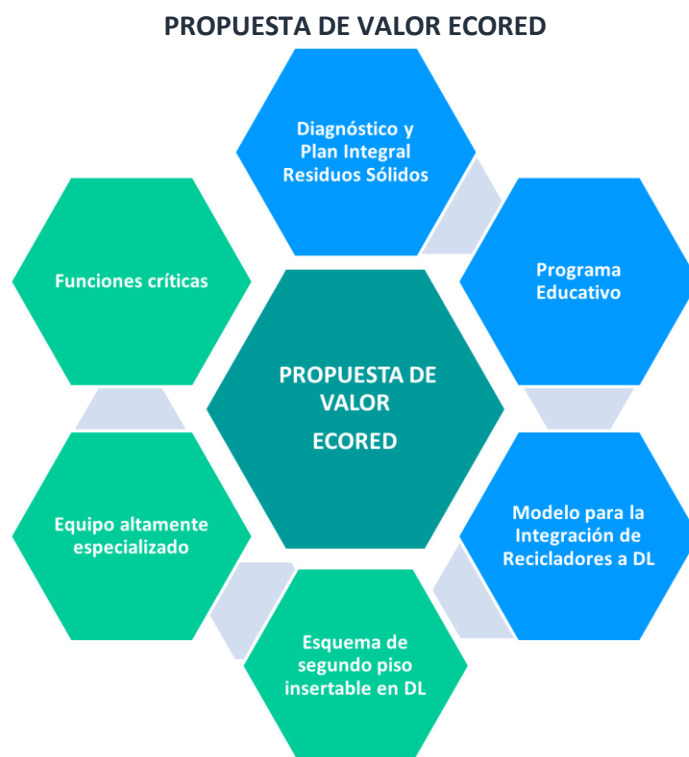 PROPUESTA DE VALOR ECORED
Diagnóstico y
Plan Integral
Residuos Sólidos
Programa
Educativo
Modelo para la
Integración de
Recicladores a DL
Esquema de
segundo piso
insertable en DL
Equipo altamente
especializado
Funciones críticas
PROPUESTA DE
VALOR
ECORED